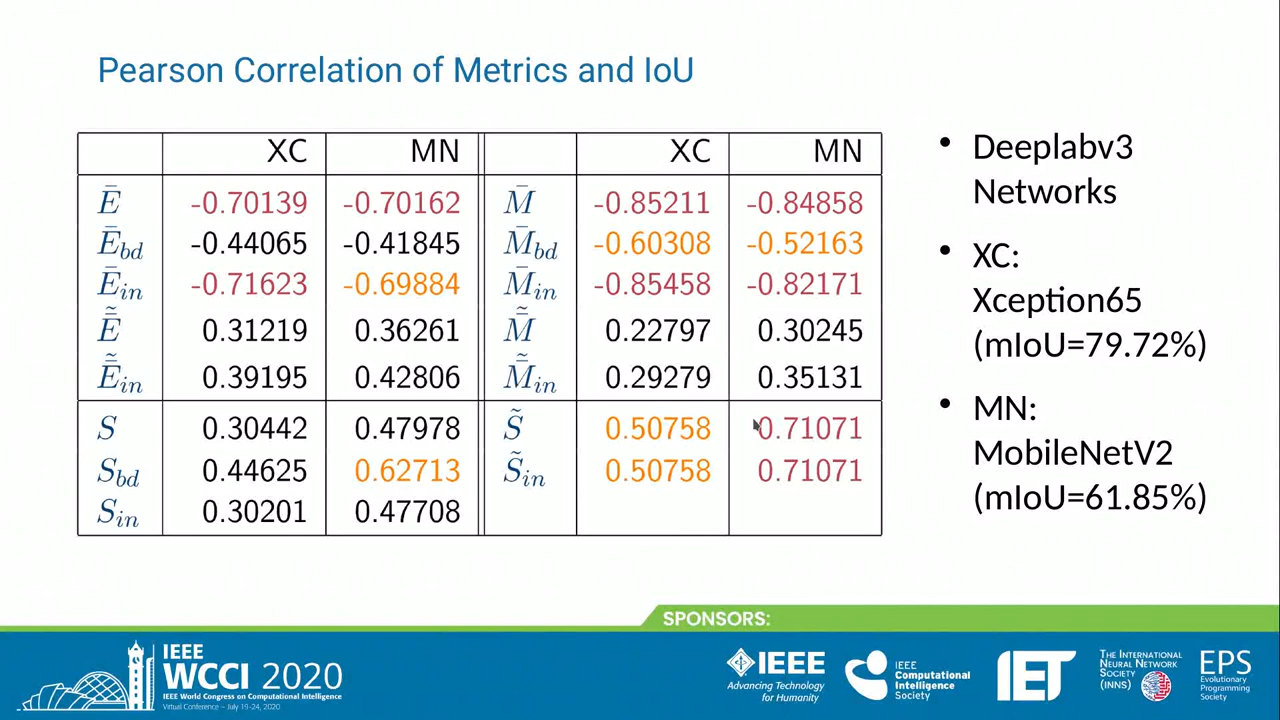 Pearson Correlation of Metrics and IoU
XC MN XC MN
Ē -0.70139 -0.70162 M̄ -0.85211 -0.84858
Ē_bd -0.44065 -0.41845 M̄_bd -0.60308 -0.52163
Ē_in -0.71623 -0.69884 M̄_in -0.85458 -0.82171
Ē̃ 0.31219 0.36261 M̄̃ 0.22797 0.30245
Ē̃_in 0.39195 0.42806 M̄̃_in 0.29279 0.35131
S 0.30442 0.47978 S̃ 0.50758 0.71071
S_bd 0.44625 0.62713 S̃_in 0.50758 0.71071
S_in 0.30201 0.47708
• Deeplabv3
Networks
• XC:
Xception65
(mIoU=79.72%)
• MN:
MobileNetV2
(mIoU=61.85%)
SPONSORS:
IEEE
WCCI 2020
IEEE World Congress on Computational Intelligence
Virtual Conference – July 19-24, 2020
IEEE
Advancing Technology
for Humanity
IEEE
Computational
Intelligence
Society
IET
The International
Neural Network
Society
(INNS)
EPS
Evolutionary
Programming
Society